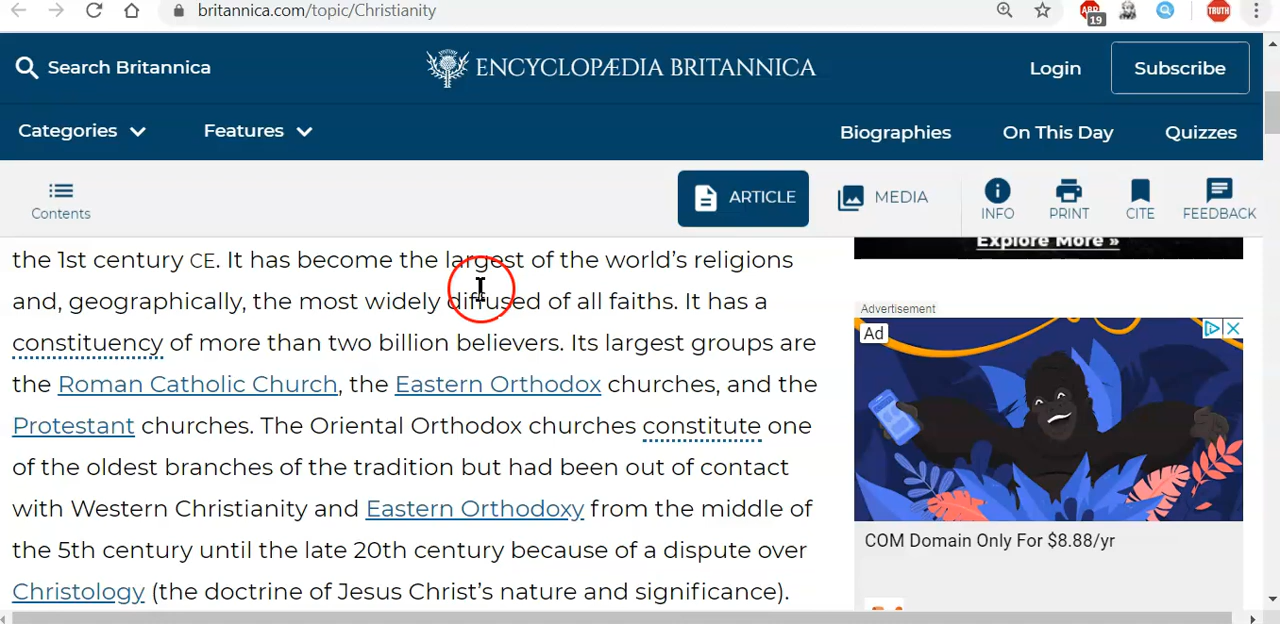 britannica.com/topic/Christianity
ABP
19
TRUTH
Search Britannica
ENCYCLOPÆDIA BRITANNICA
Login
Subscribe
Categories
Features
Biographies
On This Day
Quizzes
Contents
ARTICLE
MEDIA
INFO
PRINT
CITE
FEEDBACK
the 1st century CE. It has become the largest of the world’s religions
and, geographically, the most widely diffused of all faiths. It has a
constituency of more than two billion believers. Its largest groups are
the Roman Catholic Church, the Eastern Orthodox churches, and the
Protestant churches. The Oriental Orthodox churches constitute one
of the oldest branches of the tradition but had been out of contact
with Western Christianity and Eastern Orthodoxy from the middle of
the 5th century until the late 20th century because of a dispute over
Christology (the doctrine of Jesus Christ’s nature and significance).
Explore More »
Advertisement
Ad
COM Domain Only For $8.88/yr